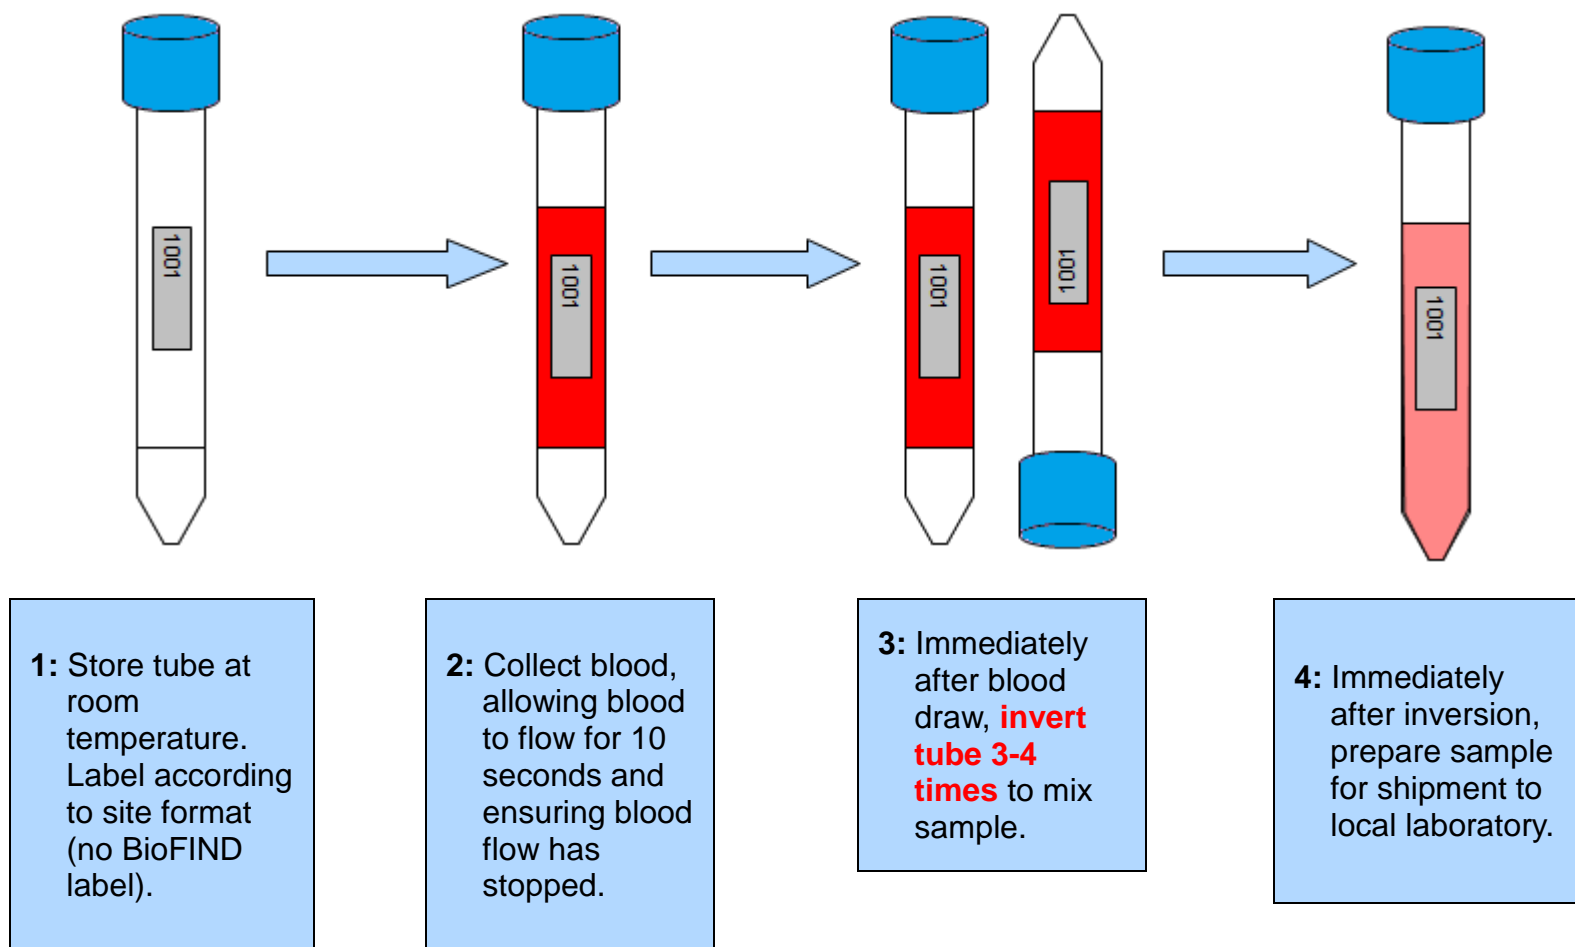 1001
1001
1001
1001
1001
1: Store tube at
room
temperature.
Label according
to site format
(no BioFIND
label).
2: Collect blood,
allowing blood
to flow for 10
seconds and
ensuring blood
flow has
stopped.
3: Immediately
after blood
draw, invert
tube 3-4
times to mix
sample.
4: Immediately
after inversion,
prepare sample
for shipment to
local laboratory.